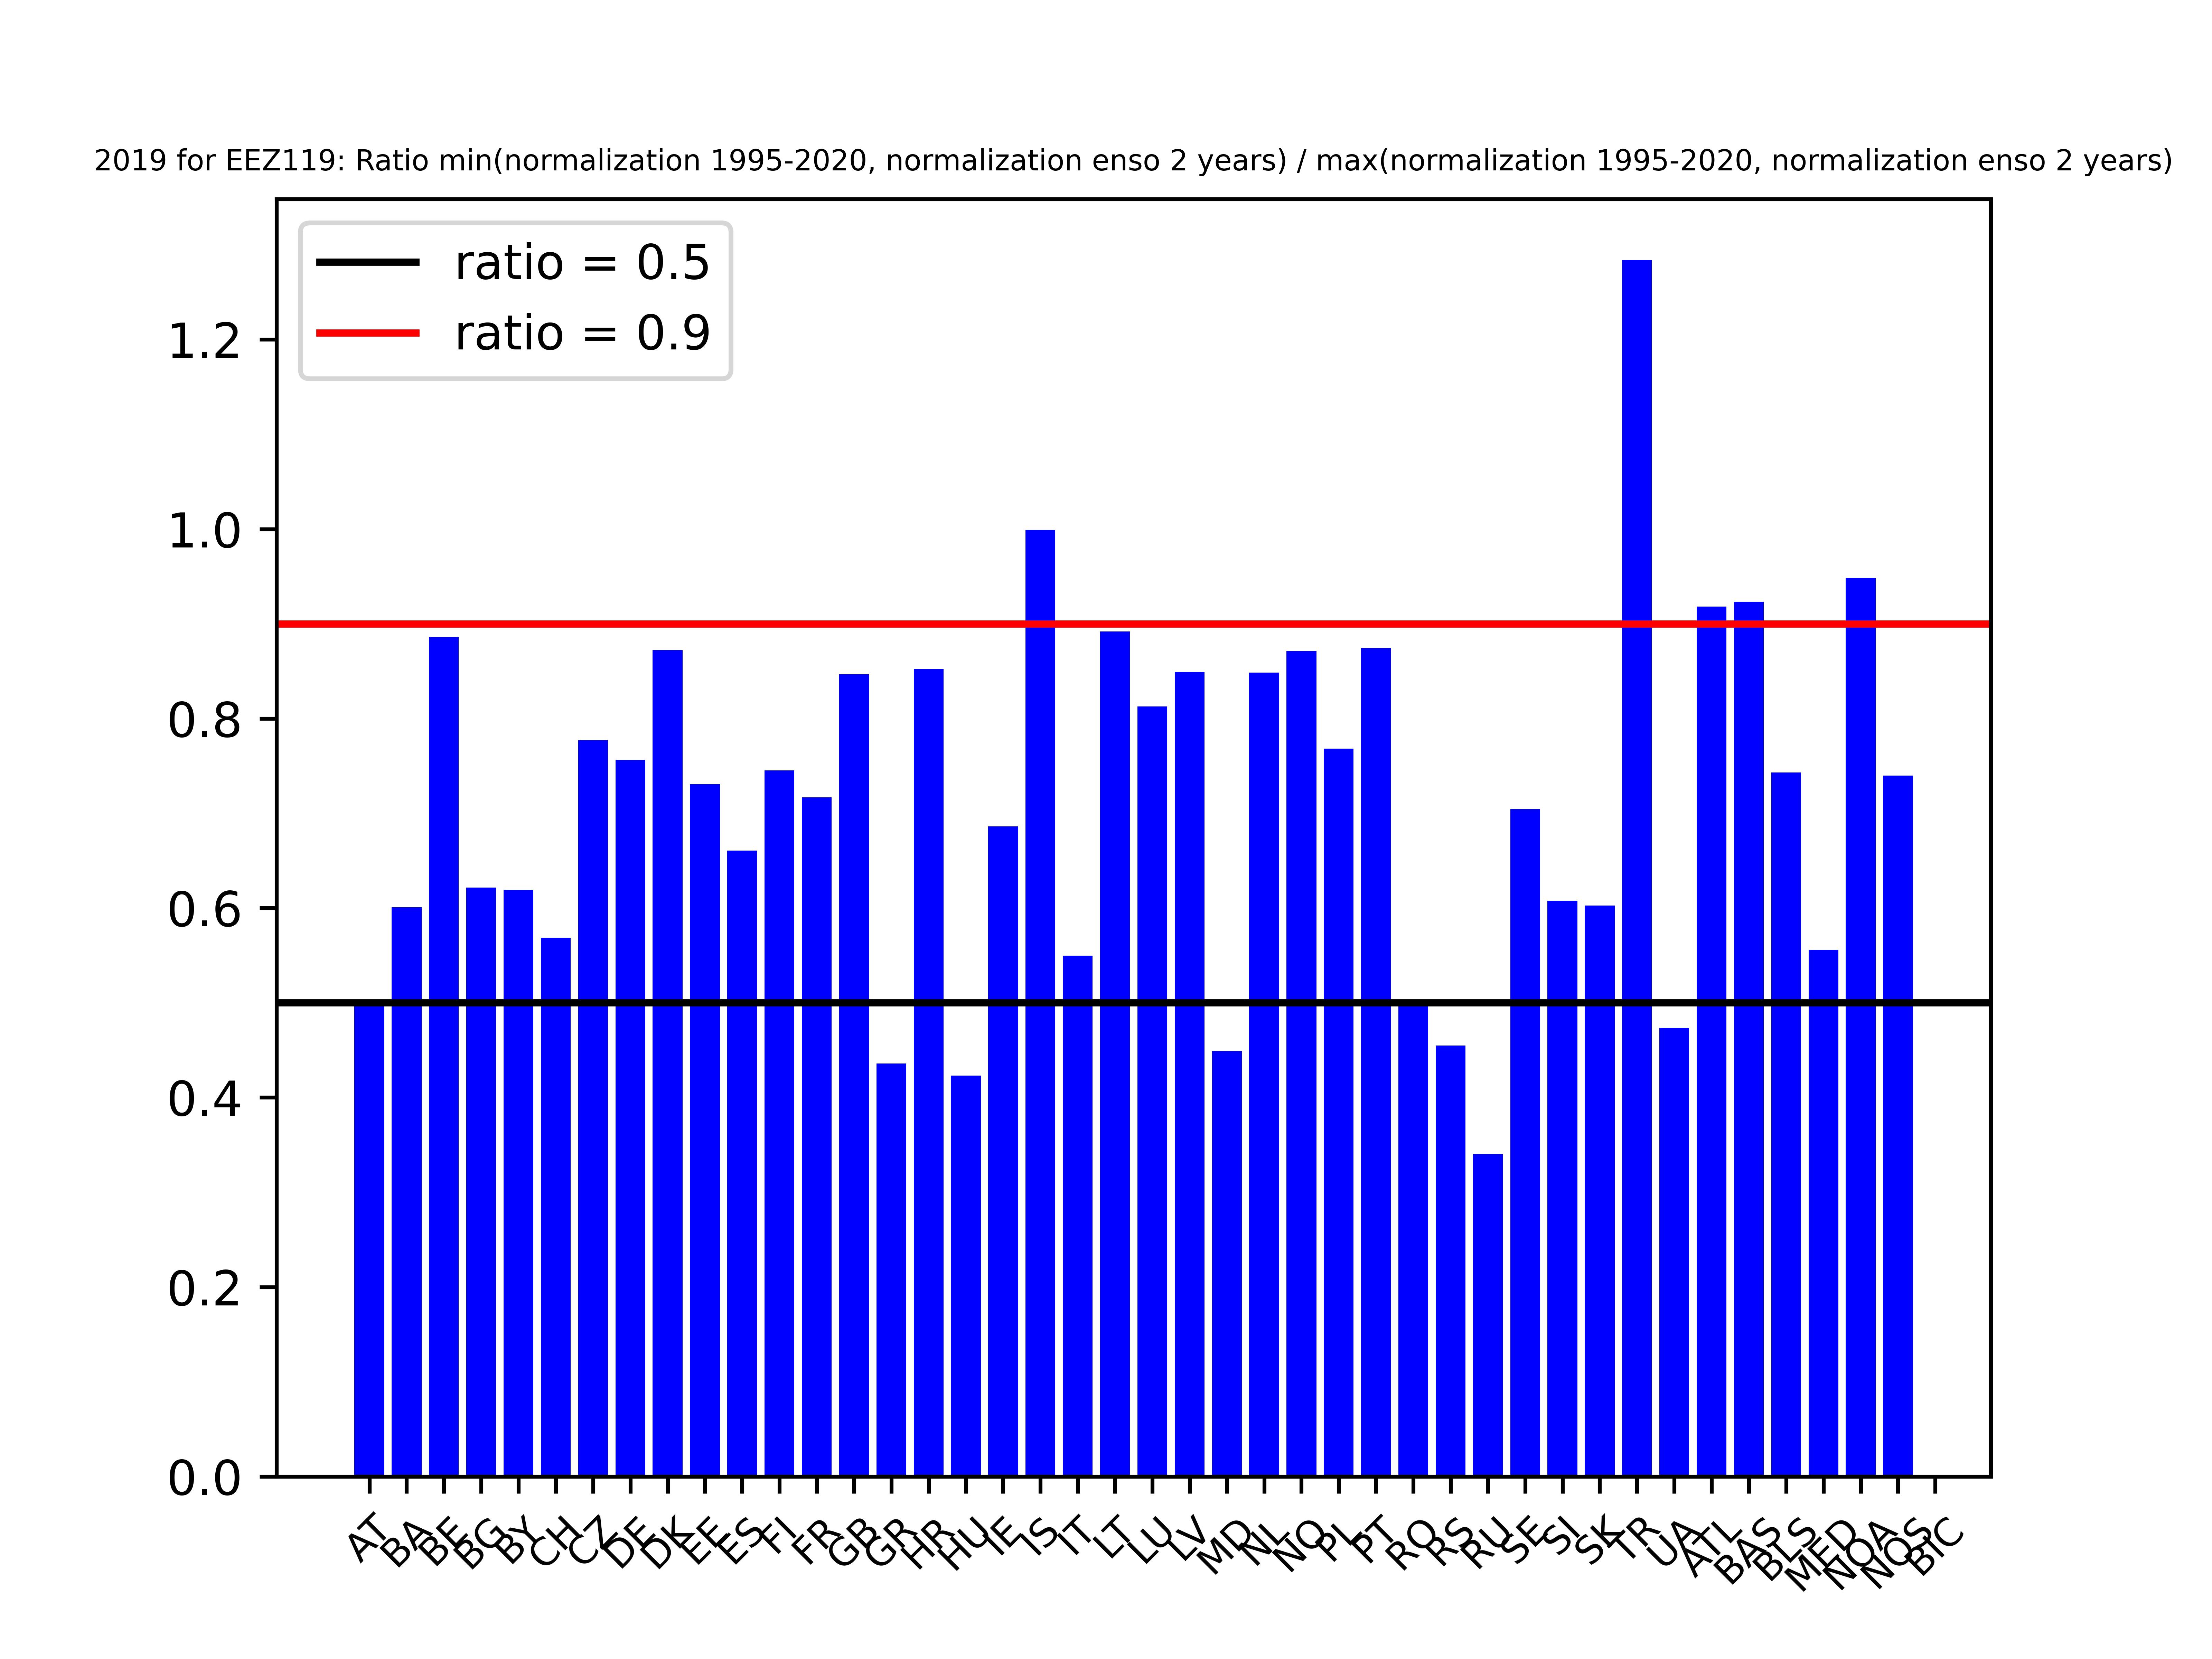 2019 for EEZ119: Ratio min(normalization 1995-2020, normalization enso 2 years) / max(normalization 1995-2020, normalization enso 2 years)
ratio = 0.5
ratio = 0.9
1.2
1.0
0.8
0.6
0.4
0.2
0.0
AT BA BE BG BY CH CZ DE DK EE ES FI FR GB GR HR HU IE IS IT LT LU LV MD NL NO PL PT RO RS RU SE SI SK TR UA ATL BAS BLS MED NOA NOS BIC